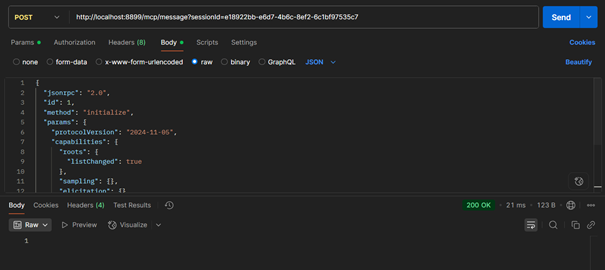 POST http://localhost:8899/mcp/message?sessionId=e18922bb-e6d7-4b6c-8ef2-6c1bf97535c7 Send
Params Authorization Headers (8) Body Scripts Settings Cookies
none form-data x-www-form-urlencoded raw binary GraphQL JSON Beautify
1 {
2 "jsonrpc": "2.0",
3 "id": 1,
4 "method": "initialize",
5 "params": {
6 "protocolVersion": "2024-11-05",
7 "capabilities": {
8 "roots": {
9 "listChanged": true
10 },
11 "sampling": {},
12 "elicitation": {}
Body Cookies Headers (4) Test Results 200 OK • 21 ms • 123 B
Raw Preview Visualize
1